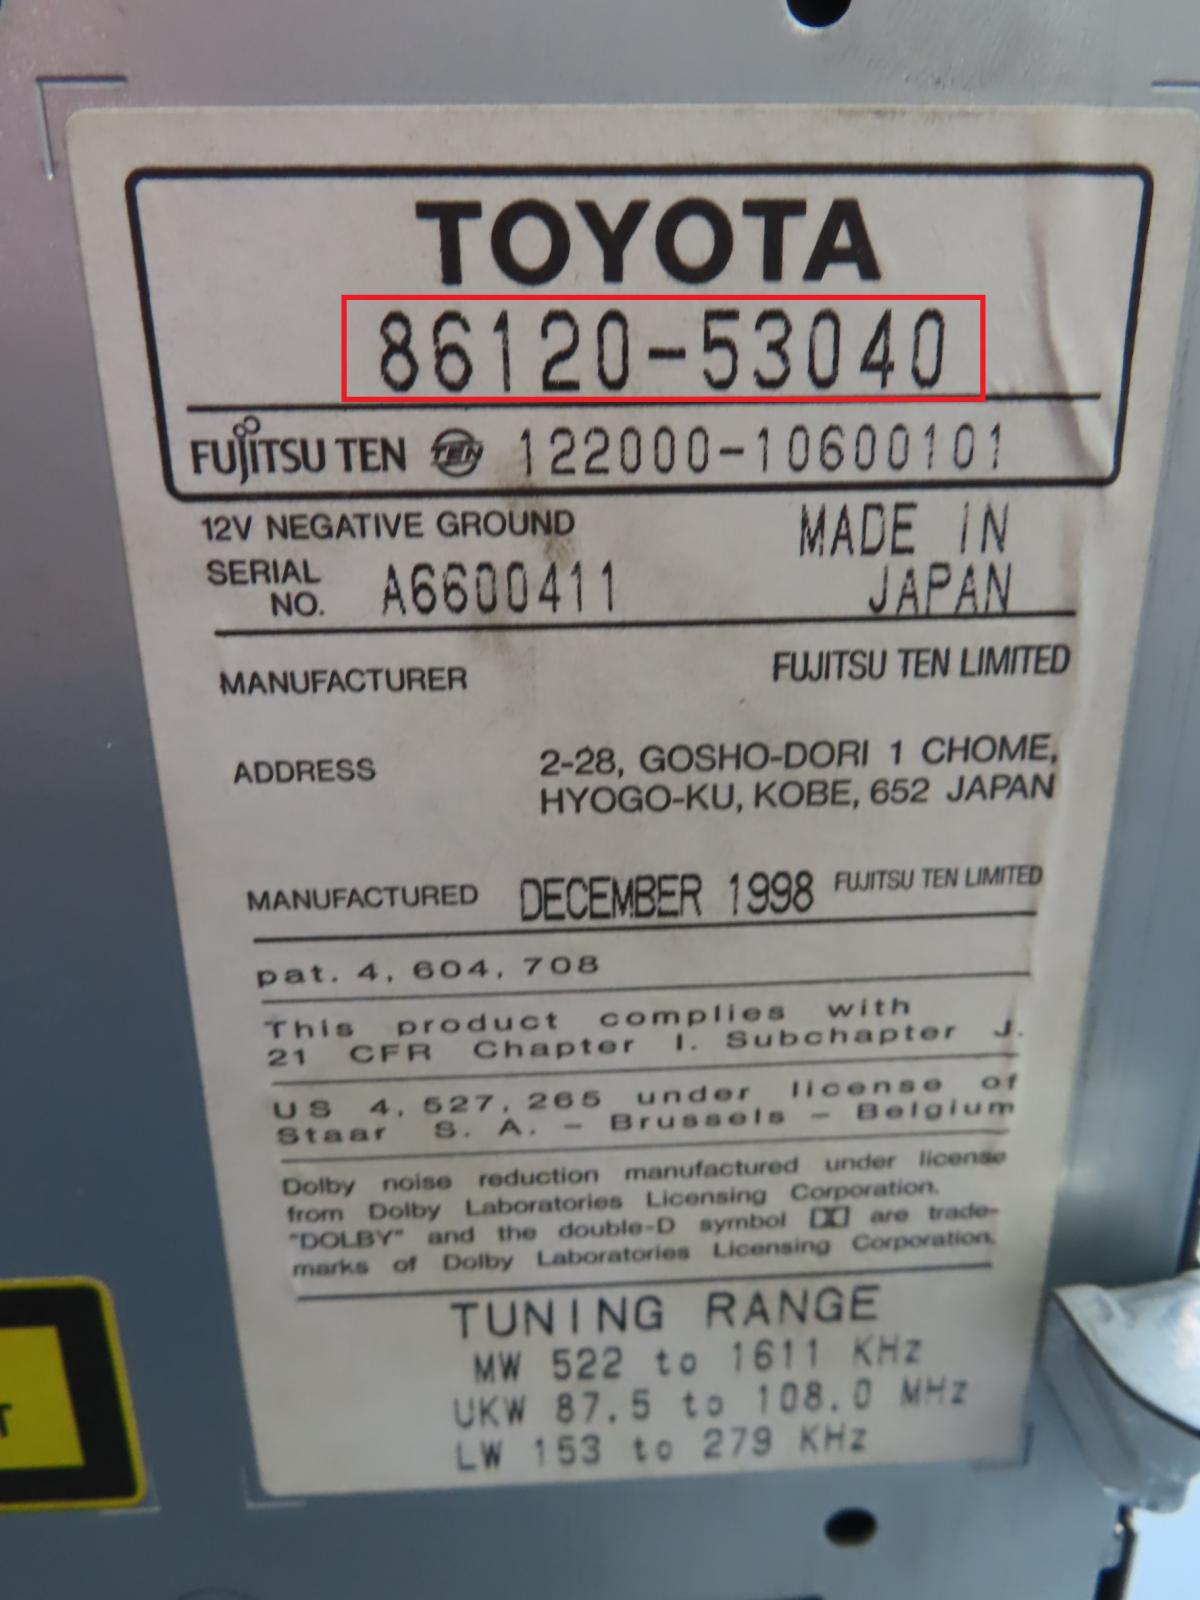 TOYOTA
86120-53040
FUJITSU TEN TEN 122000-10600101
12V NEGATIVE GROUND
MADE IN
JAPAN
SERIAL
NO. A6600411
MANUFACTURER FUJITSU TEN LIMITED
ADDRESS 2-28, GOSHO-DORI 1 CHOME,
HYOGO-KU, KOBE, 652 JAPAN
MANUFACTURED DECEMBER 1998 FUJITSU TEN LIMITED
pat. 4, 604, 708
This product complies with
21 CFR Chapter I. Subchapter J.
US 4, 527, 265 under license of
Staar S. A. - Brussels - Belgium
Dolby noise reduction manufactured under license
from Dolby Laboratories Licensing Corporation.
"DOLBY" and the double-D symbol are trade-
marks of Dolby Laboratories Licensing Corporation.
TUNING RANGE
MW 522 to 1611 KHz
UKW 87.5 to 108.0 MHz
LW 153 to 279 KHz